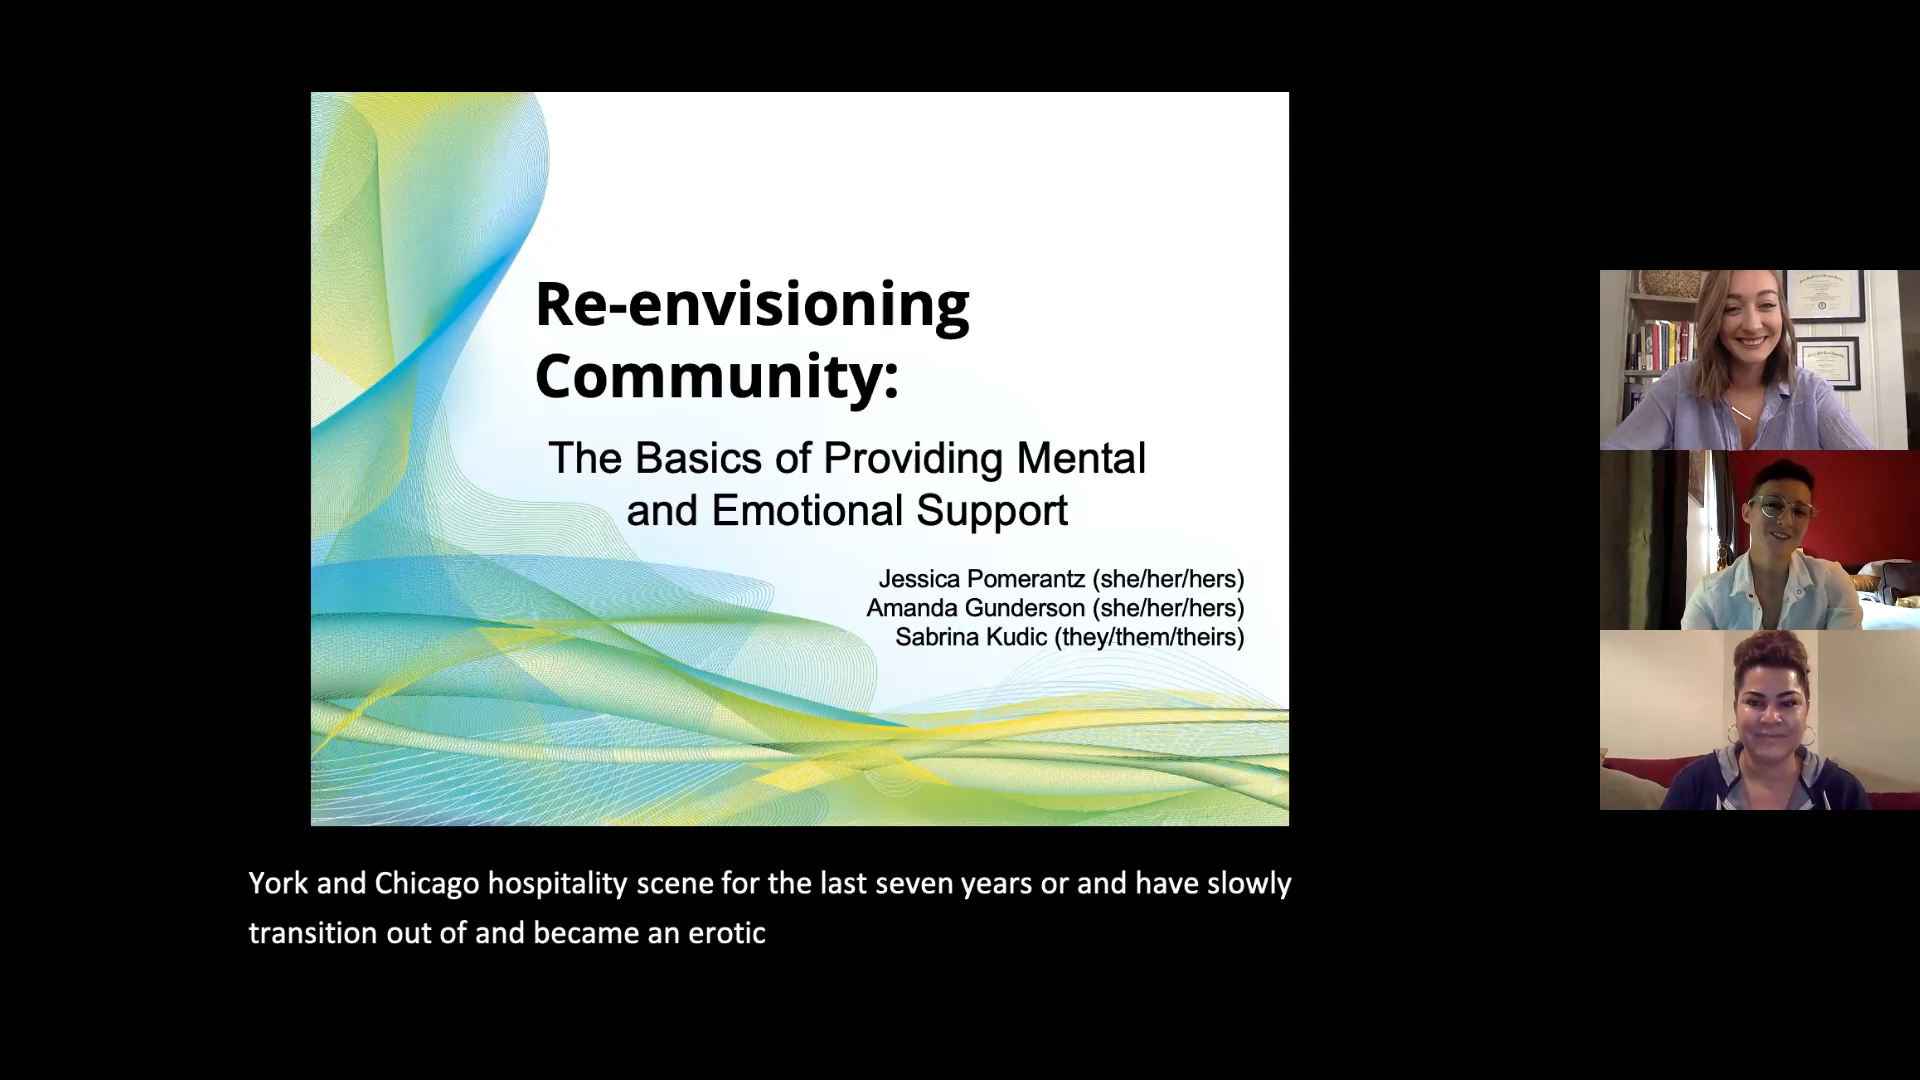 Re-envisioning
Community:
The Basics of Providing Mental
and Emotional Support
Jessica Pomerantz (she/her/hers)
Amanda Gunderson (she/her/hers)
Sabrina Kudic (they/them/theirs)
York and Chicago hospitality scene for the last seven years or and have slowly
transition out of and became an erotic